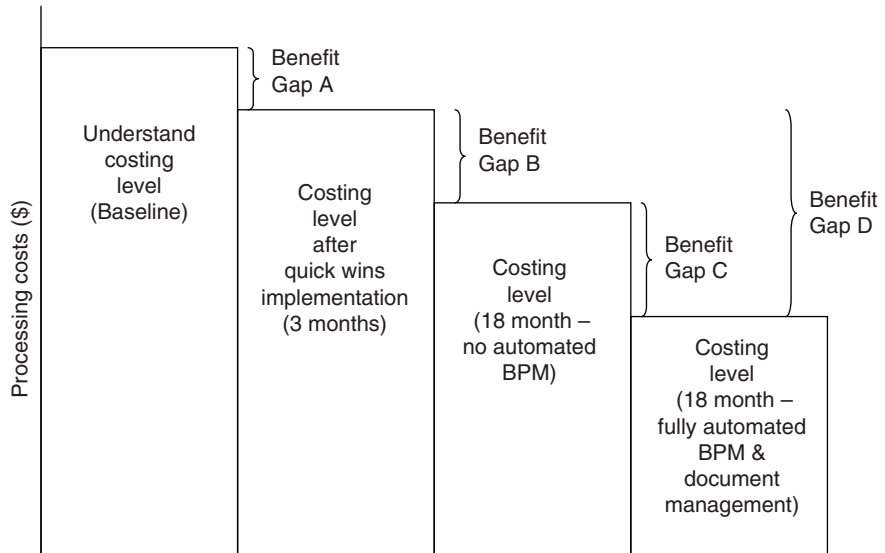 Processing costs ($)
Understand
costing
level
(Baseline)
Benefit
Gap A
Costing
level
after
quick wins
implementation
(3 months)
Benefit
Gap B
Costing
level
(18 month –
no automated
BPM)
Benefit
Gap C
Costing
level
(18 month –
fully automated
BPM &
document
management)
Benefit
Gap D